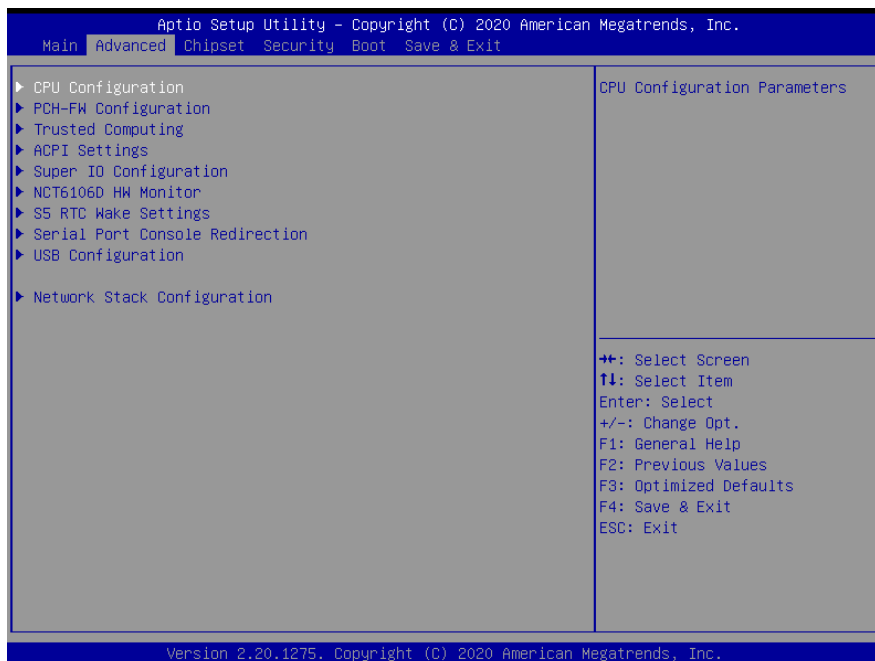 Aptio Setup Utility – Copyright (C) 2020 American Megatrends, Inc.
Main Advanced Chipset Security Boot Save & Exit
▶ CPU Configuration
▶ PCH-FW Configuration
▶ Trusted Computing
▶ ACPI Settings
▶ Super IO Configuration
▶ NCT6106D HW Monitor
▶ S5 RTC Wake Settings
▶ Serial Port Console Redirection
▶ USB Configuration
▶ Network Stack Configuration
CPU Configuration Parameters
→←: Select Screen
↑↓: Select Item
Enter: Select
+/-: Change Opt.
F1: General Help
F2: Previous Values
F3: Optimized Defaults
F4: Save & Exit
ESC: Exit
Version 2.20.1275. Copyright (C) 2020 American Megatrends, Inc.